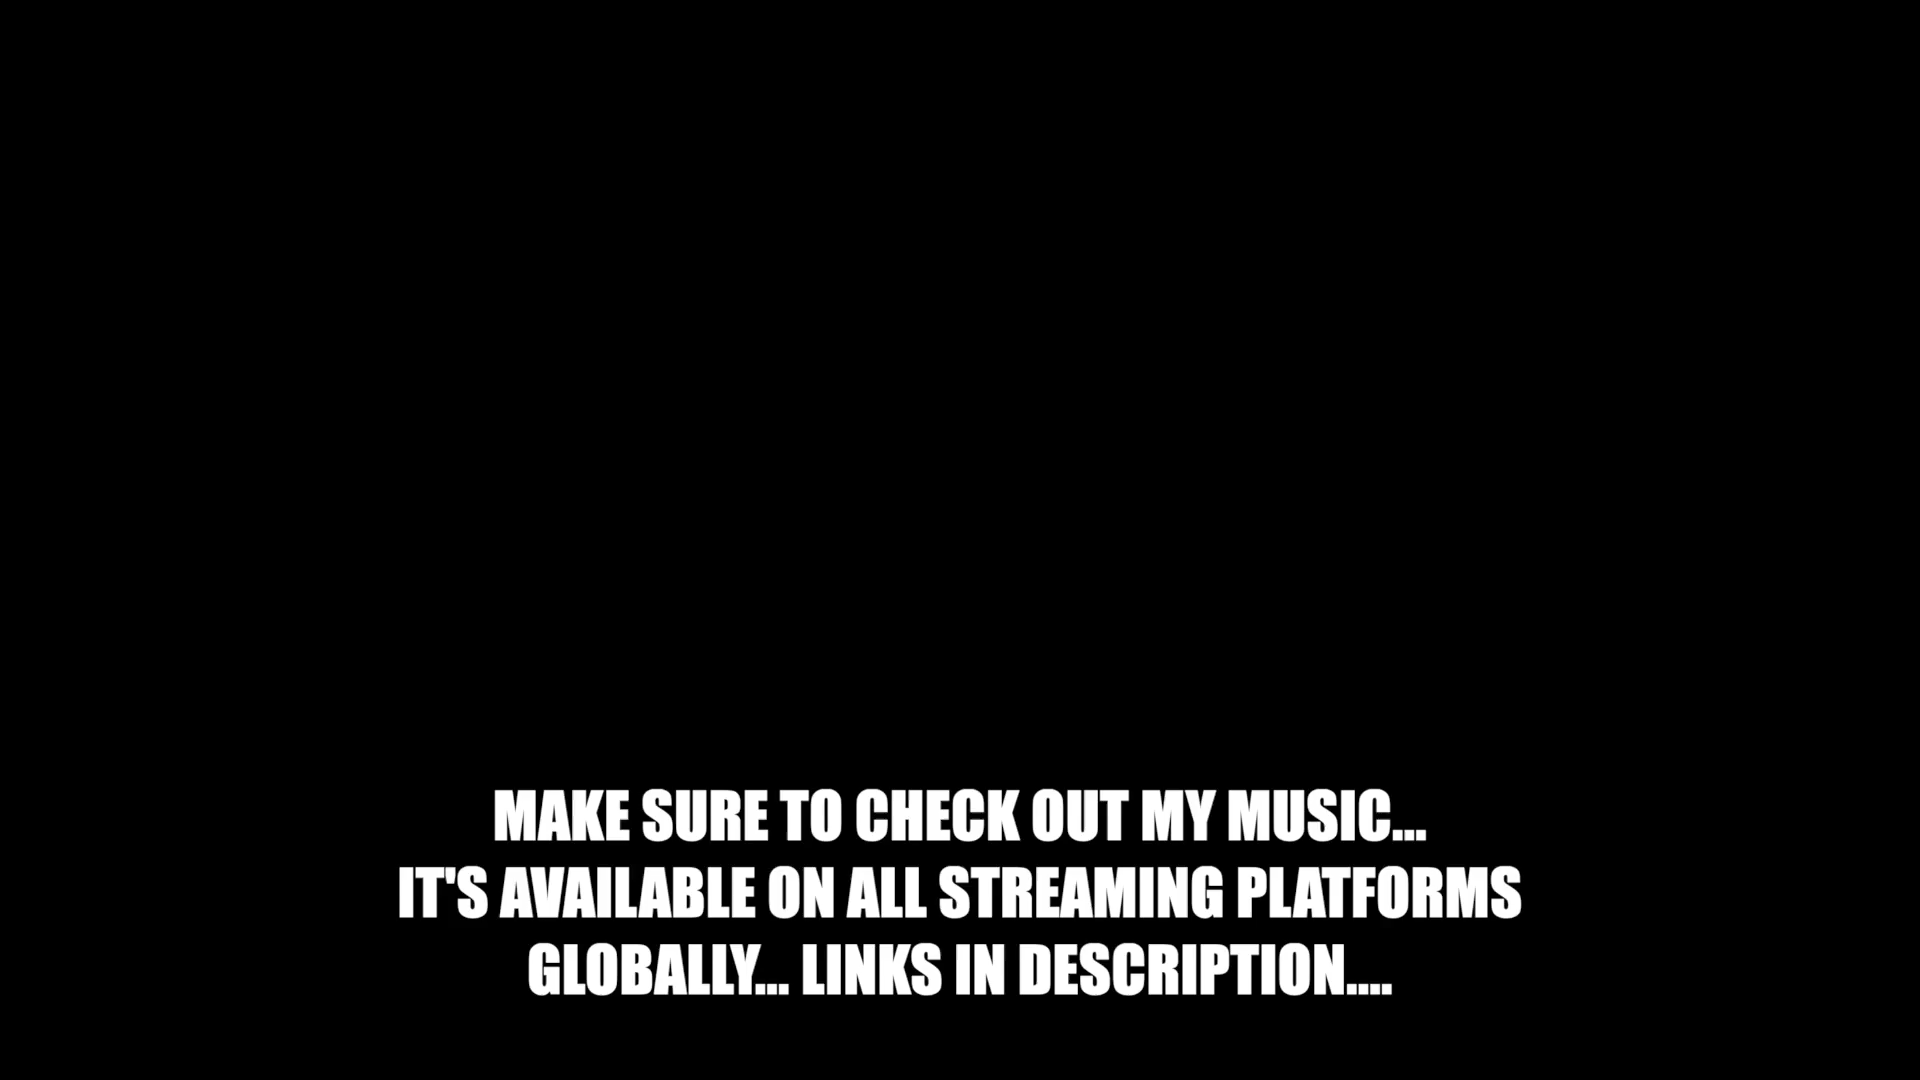 MAKE SURE TO CHECK OUT MY MUSIC...
IT'S AVAILABLE ON ALL STREAMING PLATFORMS
GLOBALLY... LINKS IN DESCRIPTION....